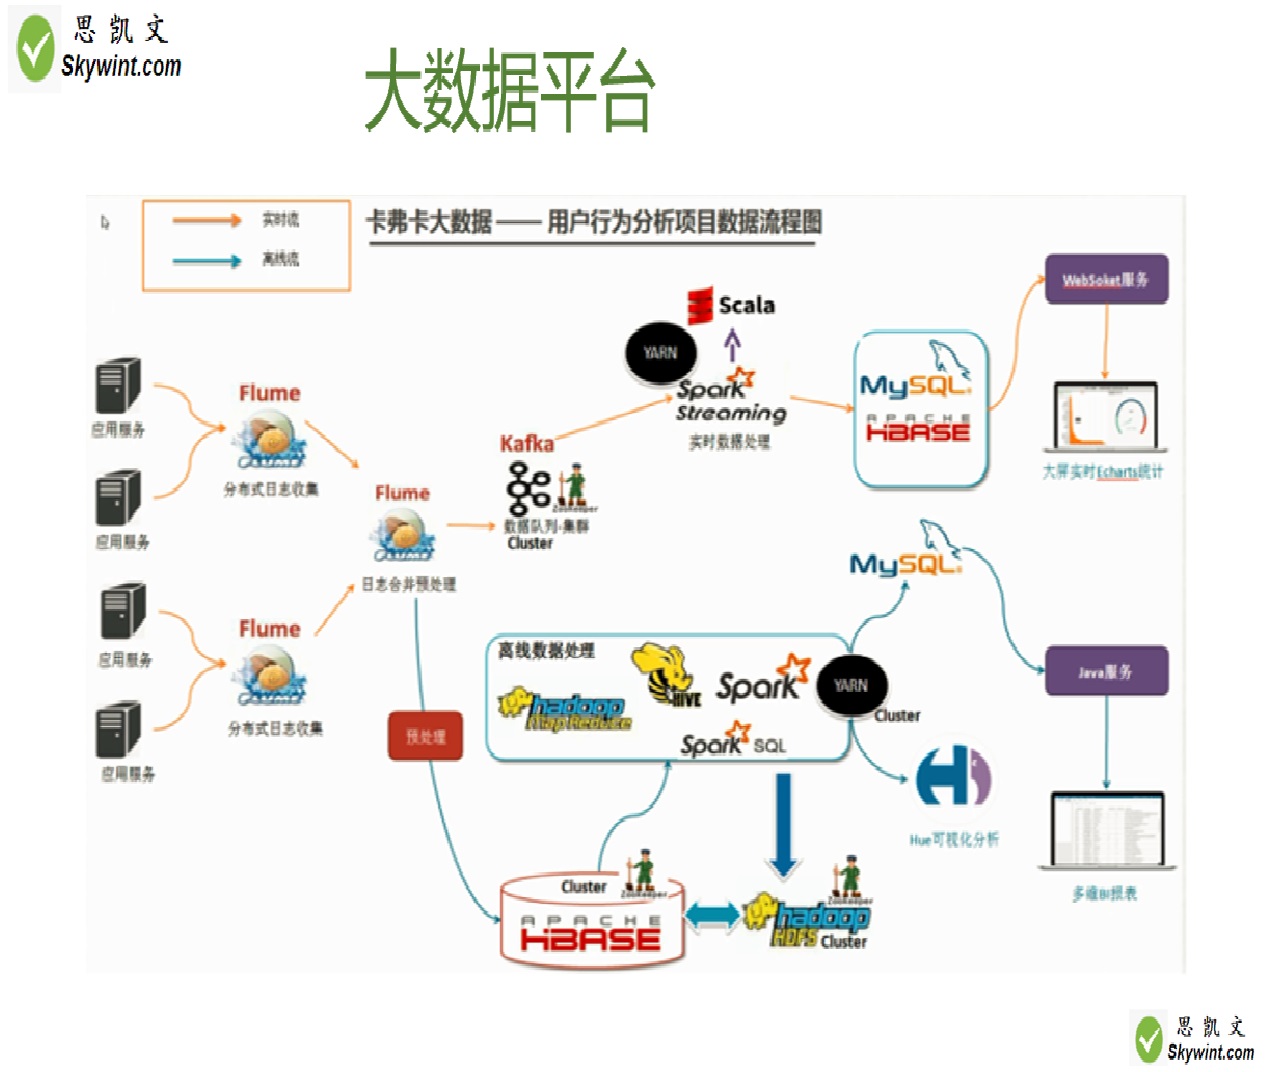 思凯文
Skywint.com
大数据平台
实时流
离线流
卡弗卡大数据 —— 用户行为分析项目数据流程图
WebSoket服务
Scala
YARN
Spark
Streaming
实时数据处理
MySQL
APACHE
HBASE
大屏实时Echarts统计
应用服务
Flume
分布式日志收集
应用服务
Kafka
ZooKeeper
数据队列-集群
Cluster
Flume
日志合并预处理
MySQL
应用服务
Flume
分布式日志收集
应用服务
离线数据处理
HIVE
hadoop
Map Reduce
Spark
Spark SQL
YARN
Cluster
Java服务
预处理
Hue可视化分析
多维BI报表
Cluster
ZooKeeper
APACHE
HBASE
ZooKeeper
hadoop
HDFS Cluster
思凯文
Skywint.com